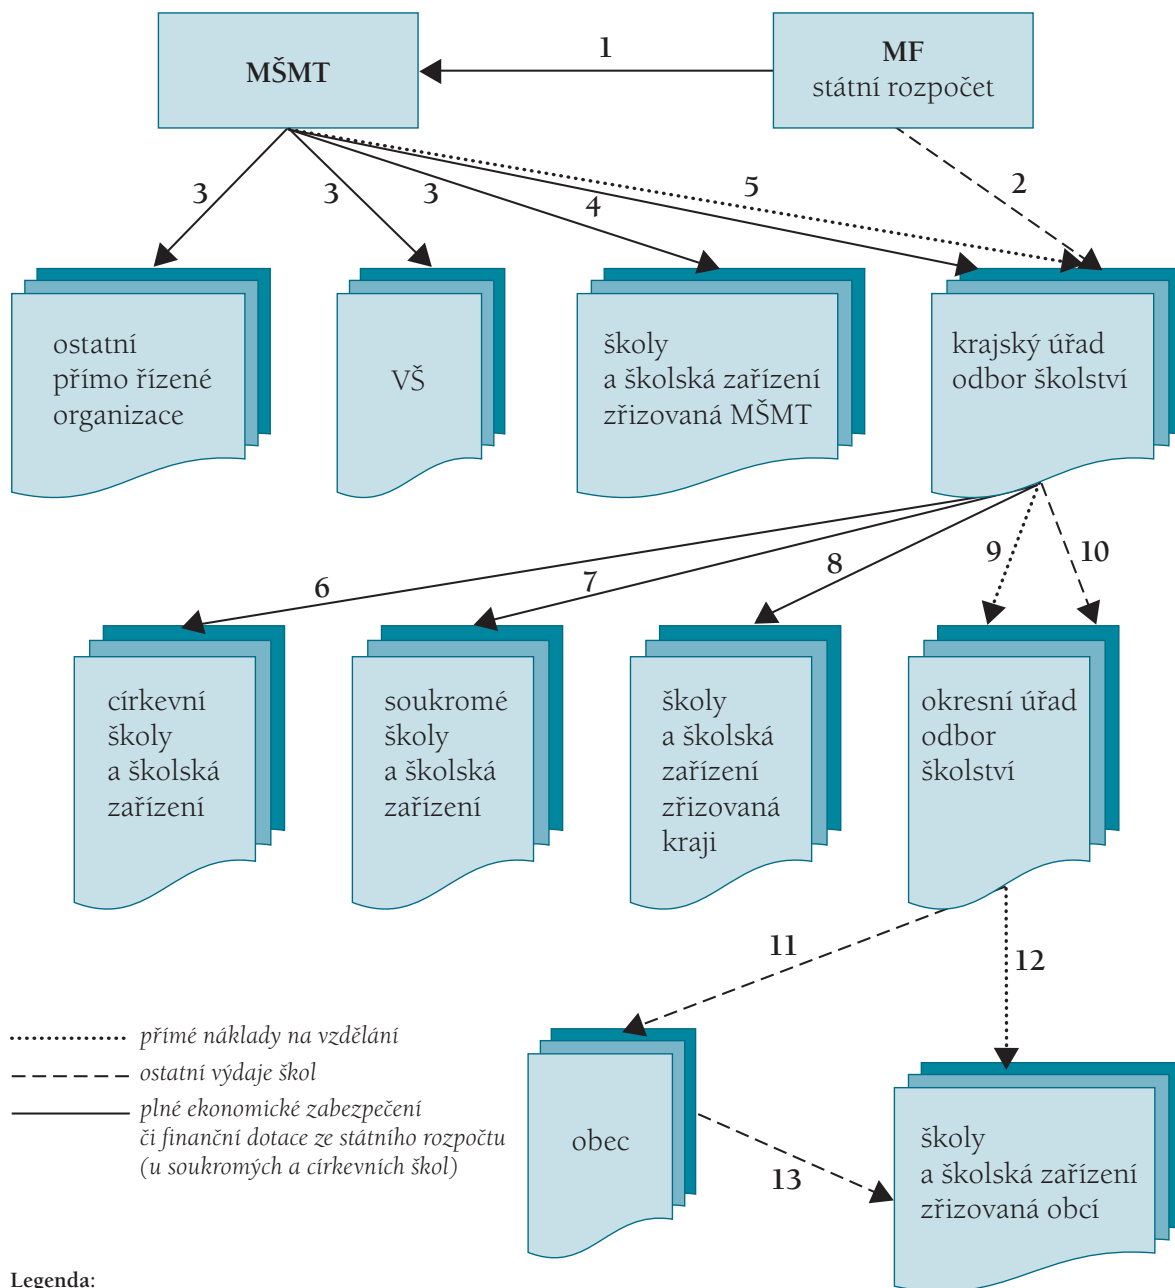 MŠMT
1
MF
státní rozpočet
3
3
3
4
5
2
ostatní
přímo řízené
organizace
VŠ
školy
a školská zařízení
zřizovaná MŠMT
krajský úřad
odbor školství
6
7
8
9
10
církevní
školy
a školská
zařízení
soukromé
školy
a školská
zařízení
školy
a školská
zařízení
zřizovaná
kraji
okresní úřad
odbor
školství
11
12
přímé náklady na vzdělání
ostatní výdaje škol
plné ekonomické zabezpečení
či finanční dotace ze státního rozpočtu
(u soukromých a církevních škol)
obec
13
školy
a školská zařízení
zřizovaná obcí
Legenda: